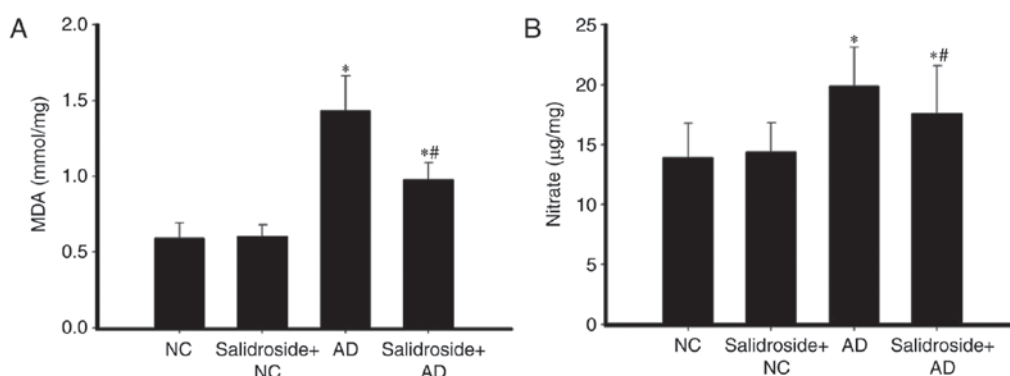 A
MDA (mmol/mg)
2.0
1.5
1.0
0.5
0.0
*
*#
NC
Salidroside+
NC
AD
Salidroside+
AD
B
Nitrate (μg/mg)
25
20
15
10
5
0
*
*#
NC
Salidroside+
NC
AD
Salidroside+
AD